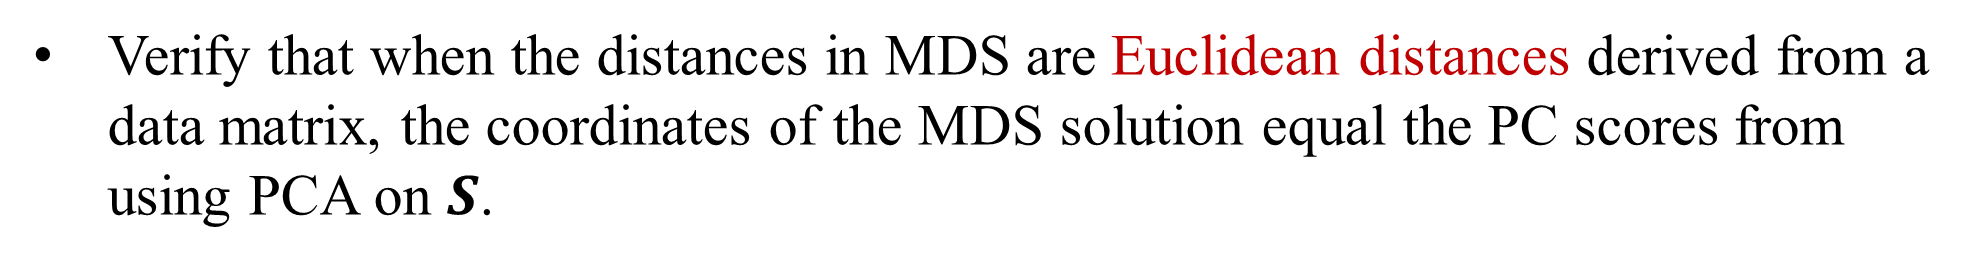 • Verify that when the distances in MDS are Euclidean distances derived from a
data matrix, the coordinates of the MDS solution equal the PC scores from
using PCA on S.